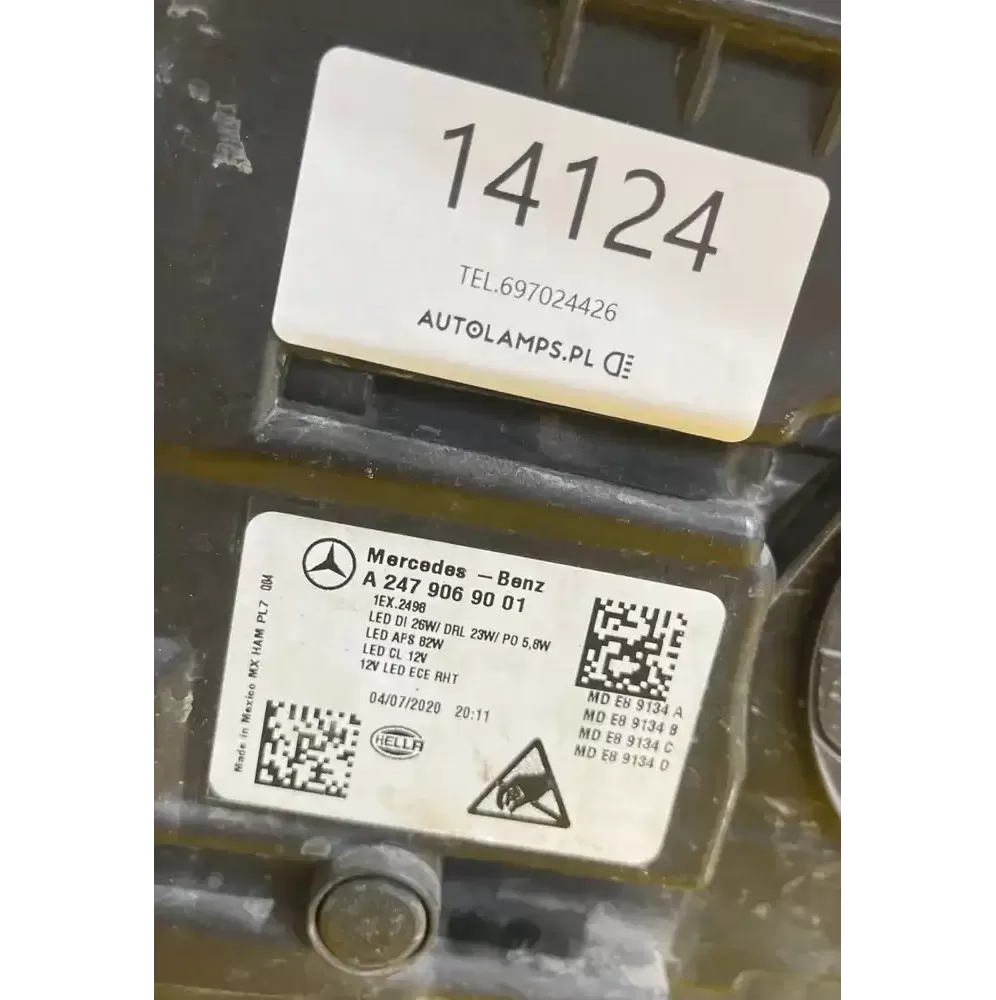 14124
TEL.697024426
AUTOLAMPS.PL
Mercedes - Benz
A 247 906 90 01
1EX.2498
LED DI 26W/ DRL 23W/ PO 5,8W
LED AFS 82W
LED CL 12V
12V LED ECE RHT
04/07/2020 20:11
HELLA
MD E8 9134 A
MD E8 9134 B
MD E8 9134 C
MD E8 9134 D
Made in Mexico MX HAM PL7 004